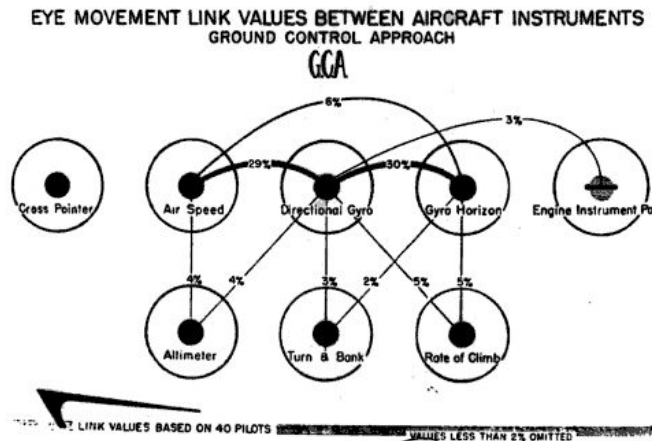 EYE MOVEMENT LINK VALUES BETWEEN AIRCRAFT INSTRUMENTS
GROUND CONTROL APPROACH
GCA
6%
3%
29%
30%
Cross Pointer
Air Speed
Directional Gyro
Gyro Horizon
Engine Instrument
4%
4%
3%
2%
5%
5%
Altimeter
Turn & Bank
Rate of Climb
LINK VALUES BASED ON 40 PILOTS
VALUES LESS THAN 2% OMITTED